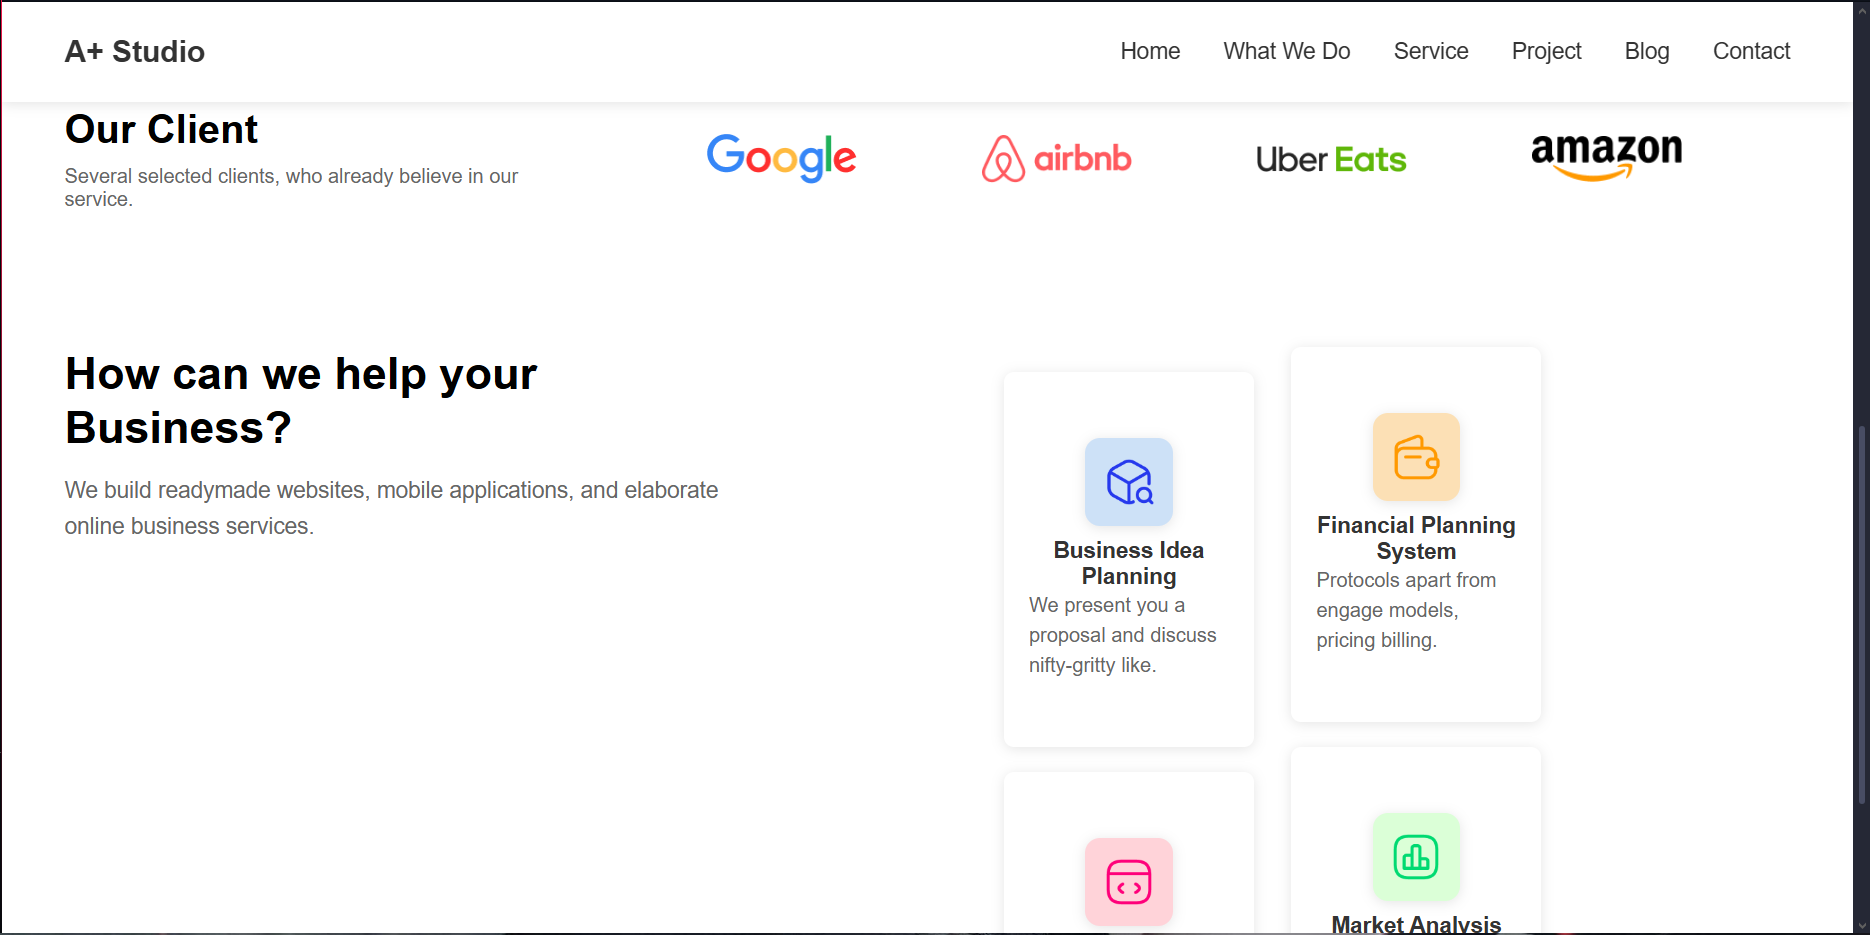 A+ Studio
Home
What We Do
Service
Project
Blog
Contact
Our Client
Several selected clients, who already believe in our
service.
Google
airbnb
Uber Eats
amazon
How can we help your
Business?
We build readymade websites, mobile applications, and elaborate
online business services.
Business Idea
Planning
We present you a
proposal and discuss
nifty-gritty like.
Financial Planning
System
Protocols apart from
engage models,
pricing billing.
Market Analysis